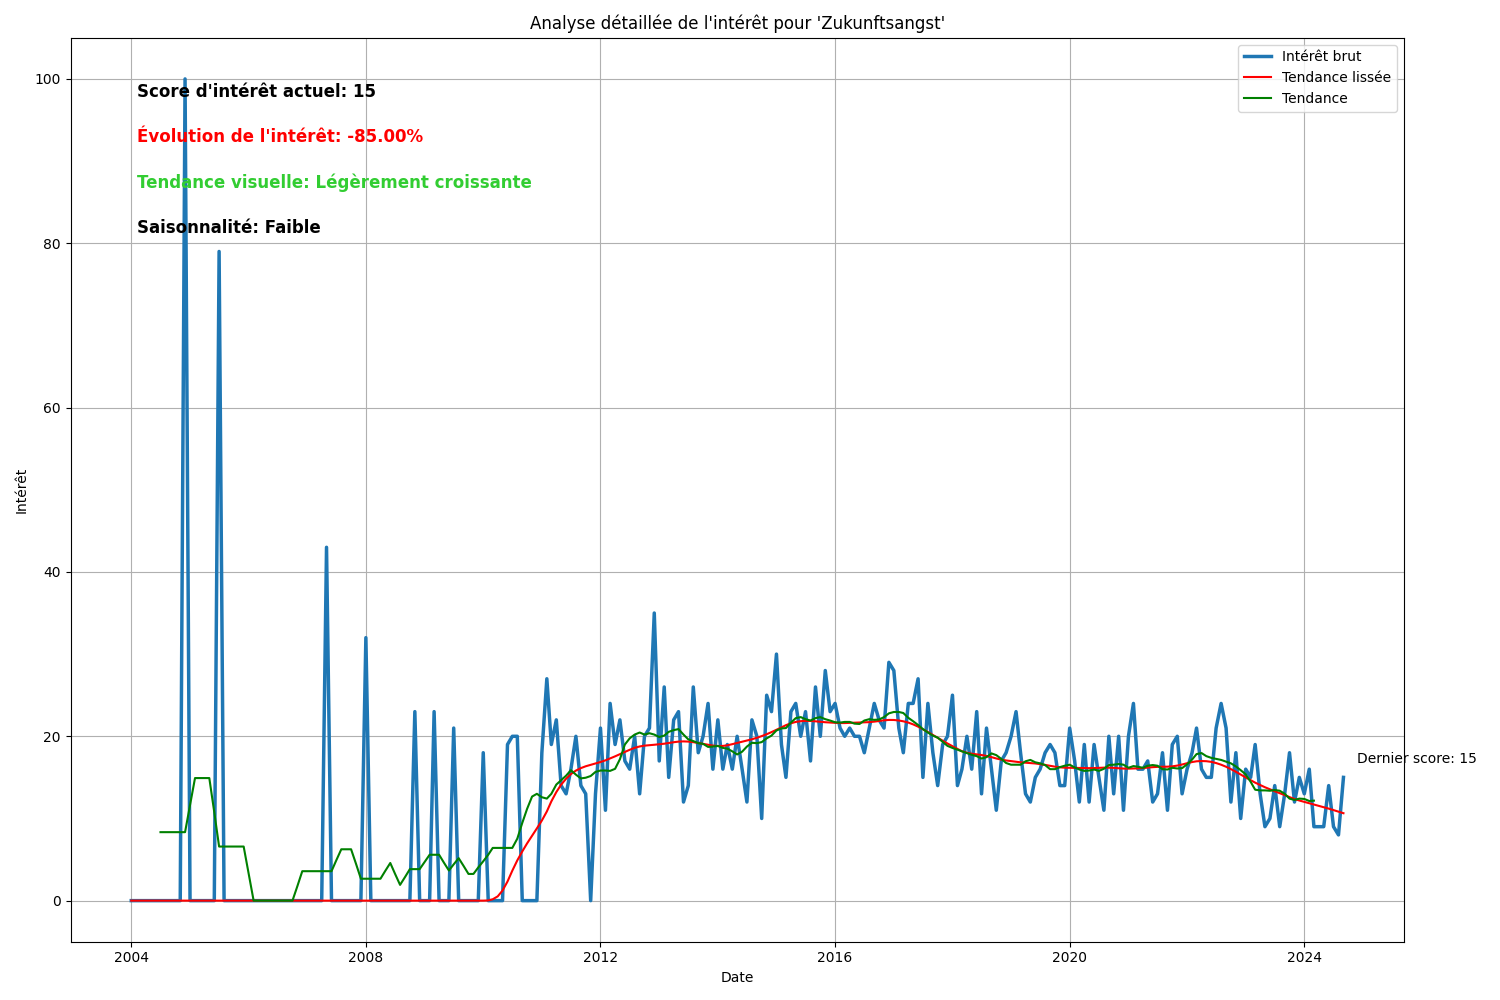 Analyse détaillée de l'intérêt pour 'Zukunftsangst'
Intérêt brut
Tendance lissée
Tendance
Score d'intérêt actuel: 15
Évolution de l'intérêt: -85.00%
Tendance visuelle: Légèrement croissante
Saisonnalité: Faible
Dernier score: 15
Intérêt
100
80
60
40
20
0
2004 2008 2012 2016 2020 2024
Date